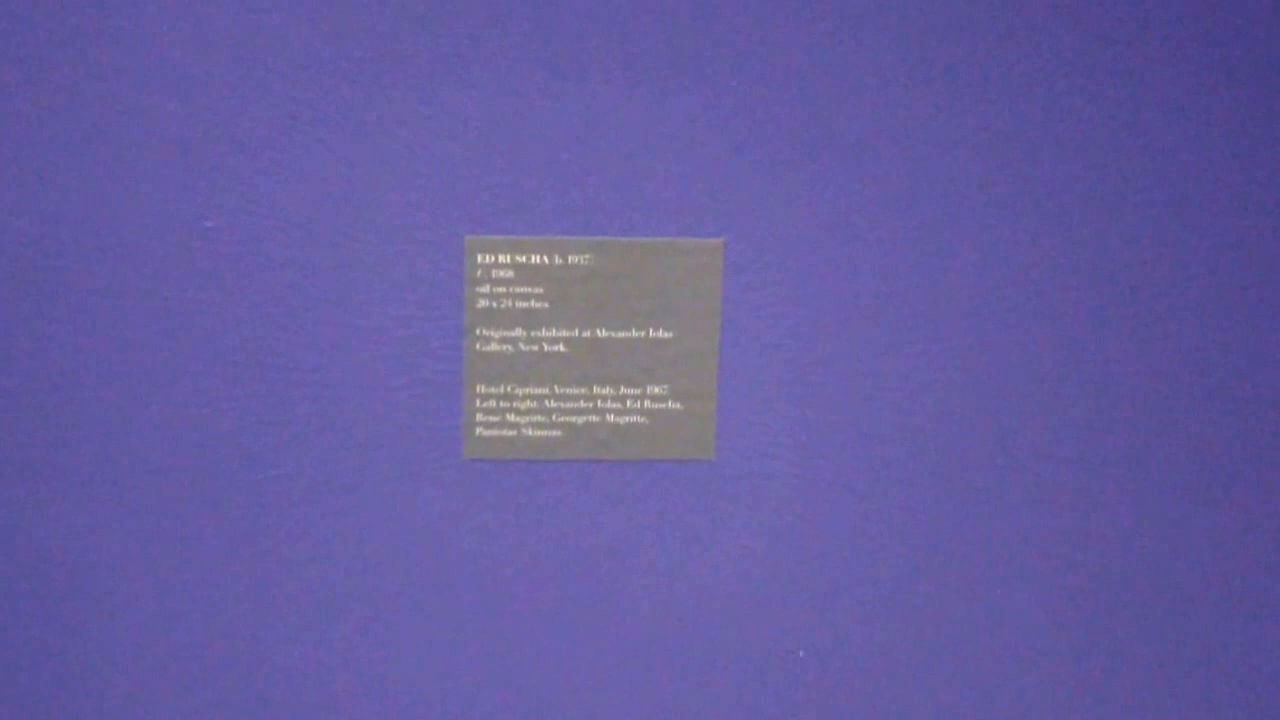 ED RUSCHA (b. 1937)
1968
oil on canvas
20 x 24 inches
Originally exhibited at Alexander Iolas
Gallery, New York.
Hotel Cipriani, Venice, Italy, June 1967
Left to right: Alexander Iolas, Ed Ruscha,
René Magritte, Georgette Magritte,